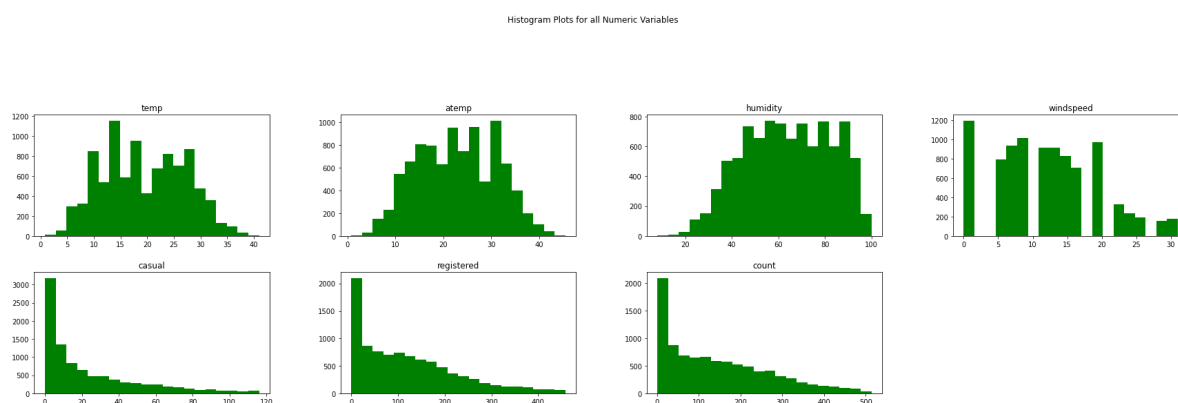 Histogram Plots for all Numeric Variables
temp
1200
1000
800
600
400
200
0
0 5 10 15 20 25 30 35 40
atemp
1000
800
600
400
200
0
0 10 20 30 40
humidity
800
600
400
200
0
20 40 60 80 100
windspeed
1200
1000
800
600
400
200
0
0 5 10 15 20 25 30
casual
3000
2500
2000
1500
1000
500
0
0 20 40 60 80 100 120
registered
2000
1500
1000
500
0
0 100 200 300 400
count
2000
1500
1000
500
0
0 100 200 300 400 500